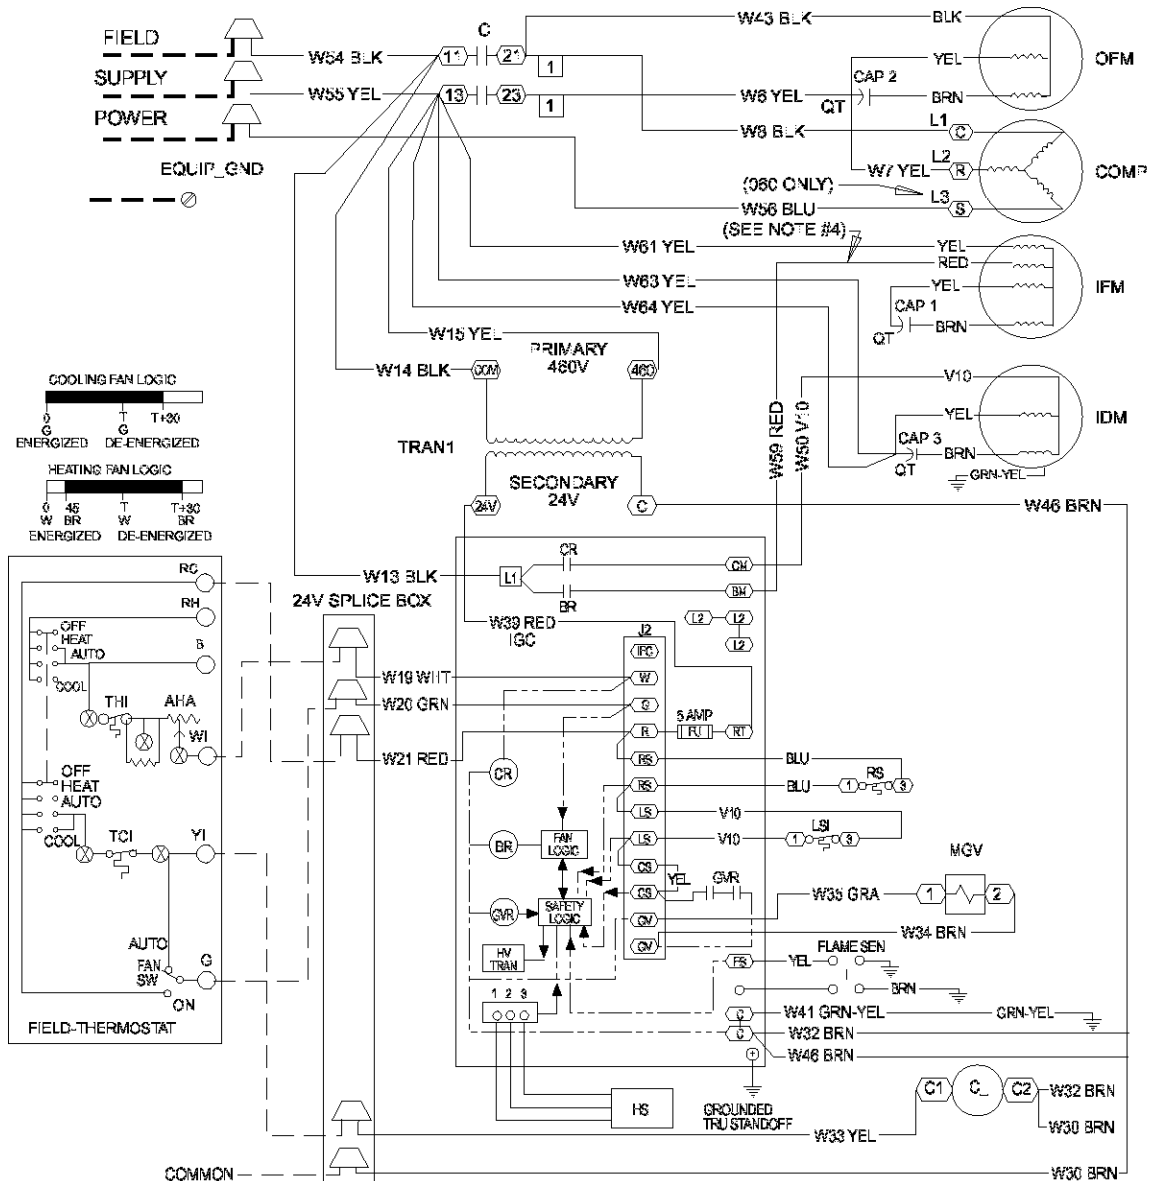 FIELD
SUPPLY
POWER
EQUIP_GND
W54 BLK
W55 YEL
11
C
21
1
13
23
1
W43 BLK
BLK
YEL
BRN
OFM
CAP 2
QT
W6 YEL
W8 BLK
L1
C
L2
R
L3
S
W7 YEL
COMP
(060 ONLY)
W56 BLU
(SEE NOTE #4)
W61 YEL
YEL
RED
YEL
BRN
IFM
CAP 1
QT
W63 YEL
W64 YEL
W15 YEL
W14 BLK
PRIMARY
460V
COM
460
TRAN1
SECONDARY
24V
24V
C
W59 RED
W50 V10
V10
YEL
BRN
GRN-YEL
IDM
CAP 3
QT
W46 BRN
COOLING FAN LOGIC
0
G
ENERGIZED
T
G
DE-ENERGIZED
T+30
HEATING FAN LOGIC
0
W
45
BR
ENERGIZED
T
W
DE-ENERGIZED
T+30
BR
RC
RH
B
OFF
HEAT
AUTO
COOL
THI
AHA
WI
OFF
HEAT
AUTO
COOL
TCI
YI
AUTO
FAN
SW
ON
G
FIELD-THERMOSTAT
24V SPLICE BOX
W13 BLK
L1
CR
BR
CM
BM
L2
L2
L2
W39 RED
IGC
J2
IFC
W
G
R
RS
RS
LS
LS
CS
CS
GV
GV
W19 WHT
W20 GRN
W21 RED
5 AMP
FU
RT
CR
BR
GVR
FAN
LOGIC
SAFETY
LOGIC
HV
TRAN
1 2 3
YEL
GVR
BLU
BLU
1
RS
3
V10
V10
1
LSI
3
MGV
W35 GRA
1
2
W34 BRN
FS
YEL
FLAME SEN
BRN
C
C
W41 GRN-YEL
GRN-YEL
W32 BRN
W46 BRN
HS
GROUNDED
TRU STANDOFF
C1
C_
C2
W32 BRN
W30 BRN
W33 YEL
COMMON
W30 BRN